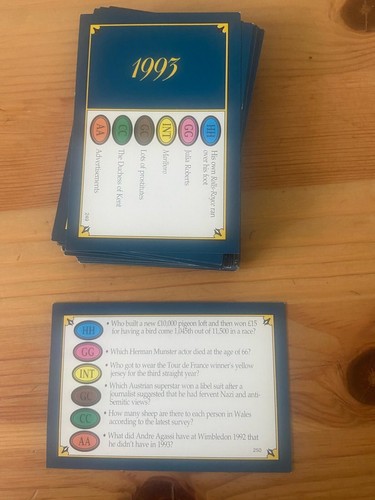 1993
HH
His own Rolls Royce ran
over his foot
GG
Julia Roberts
INT
GC
Lots of prostitutes
CC
The Duchess of Kent
AA
Advertisements
HH
• Who built a new £10,000 pigeon loft and then won £15
for having a bird come 1,045th out of 11,500 in a race?
GG
• Which Herman Munster actor died at the age of 66?
INT
• Who got to wear the Tour de France winner's yellow
jersey for the third straight year?
GC
• Which Austrian superstar won a libel suit after a
journalist suggested that he had fervent Nazi and anti-
Semitic views?
CC
• How many sheep are there to each person in Wales
according to the latest survey?
AA
• What did Andre Agassi have at Wimbledon 1992 that
he didn't have in 1993?